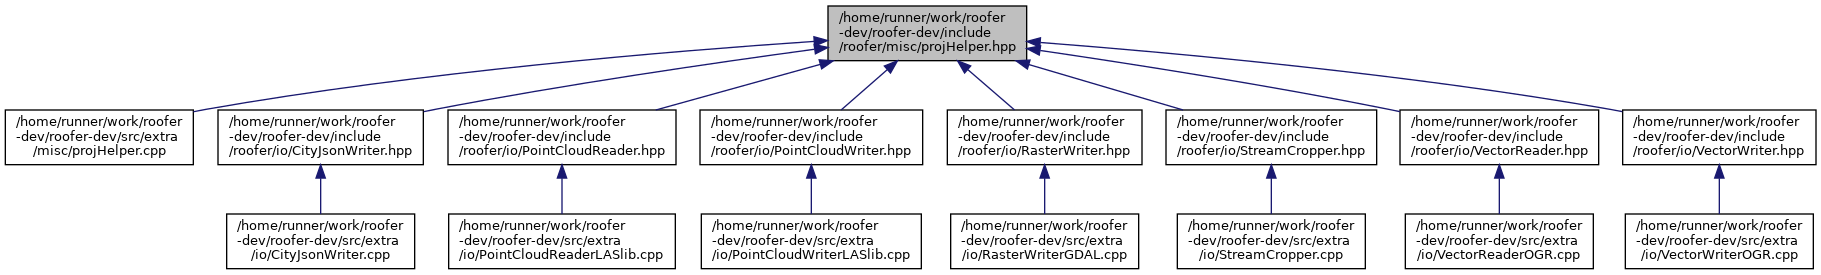 /home/runner/work/roofer
-dev/roofer-dev/include
/roofer/misc/projHelper.hpp
/home/runner/work/roofer
-dev/roofer-dev/src/extra
/misc/projHelper.cpp
/home/runner/work/roofer
-dev/roofer-dev/include
/roofer/io/CityJsonWriter.hpp
/home/runner/work/roofer
-dev/roofer-dev/include
/roofer/io/PointCloudReader.hpp
/home/runner/work/roofer
-dev/roofer-dev/include
/roofer/io/PointCloudWriter.hpp
/home/runner/work/roofer
-dev/roofer-dev/include
/roofer/io/RasterWriter.hpp
/home/runner/work/roofer
-dev/roofer-dev/include
/roofer/io/StreamCropper.hpp
/home/runner/work/roofer
-dev/roofer-dev/include
/roofer/io/VectorReader.hpp
/home/runner/work/roofer
-dev/roofer-dev/include
/roofer/io/VectorWriter.hpp
/home/runner/work/roofer
-dev/roofer-dev/src/extra
/io/CityJsonWriter.cpp
/home/runner/work/roofer
-dev/roofer-dev/src/extra
/io/PointCloudReaderLASlib.cpp
/home/runner/work/roofer
-dev/roofer-dev/src/extra
/io/PointCloudWriterLASlib.cpp
/home/runner/work/roofer
-dev/roofer-dev/src/extra
/io/RasterWriterGDAL.cpp
/home/runner/work/roofer
-dev/roofer-dev/src/extra
/io/StreamCropper.cpp
/home/runner/work/roofer
-dev/roofer-dev/src/extra
/io/VectorReaderOGR.cpp
/home/runner/work/roofer
-dev/roofer-dev/src/extra
/io/VectorWriterOGR.cpp